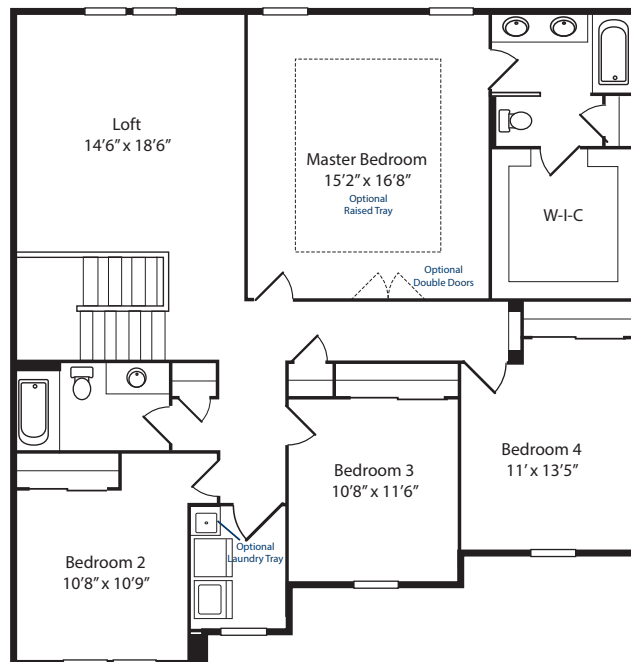 Loft
14’6” x 18’6”
Master Bedroom
15’2” x 16’8”
Optional
Raised Tray
Optional
Double Doors
W-I-C
Bedroom 4
11’ x 13’5”
Bedroom 3
10’8” x 11’6”
Optional
Laundry Tray
Bedroom 2
10’8” x 10’9”